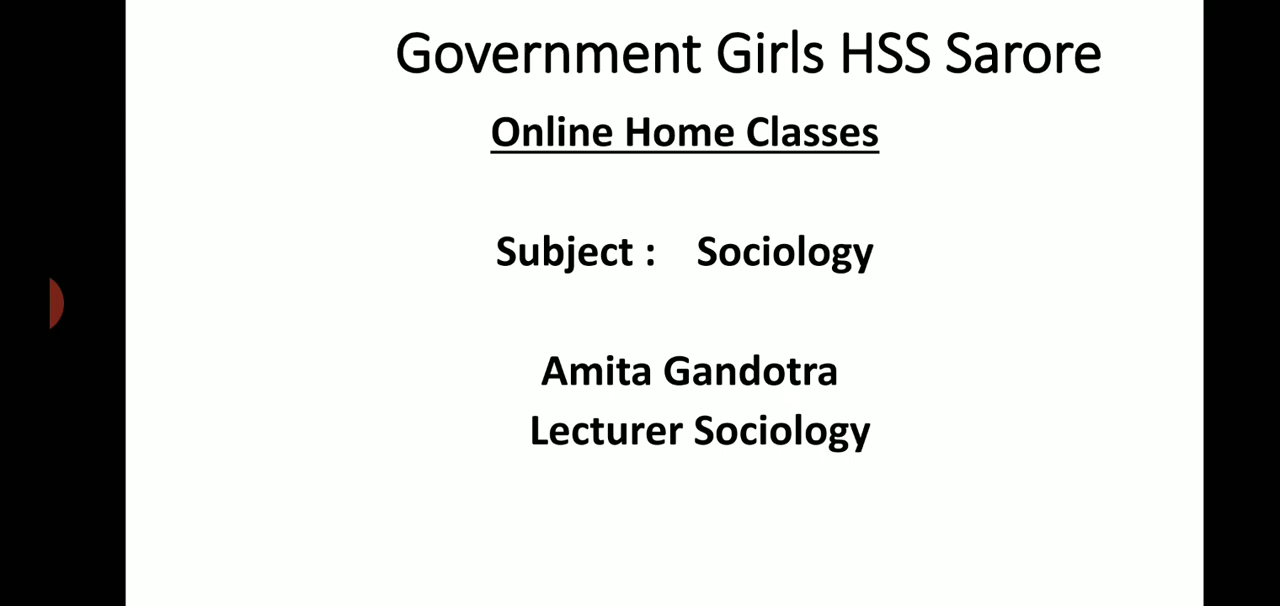 Government Girls HSS Sarore
Online Home Classes
Subject : Sociology
Amita Gandotra
Lecturer Sociology